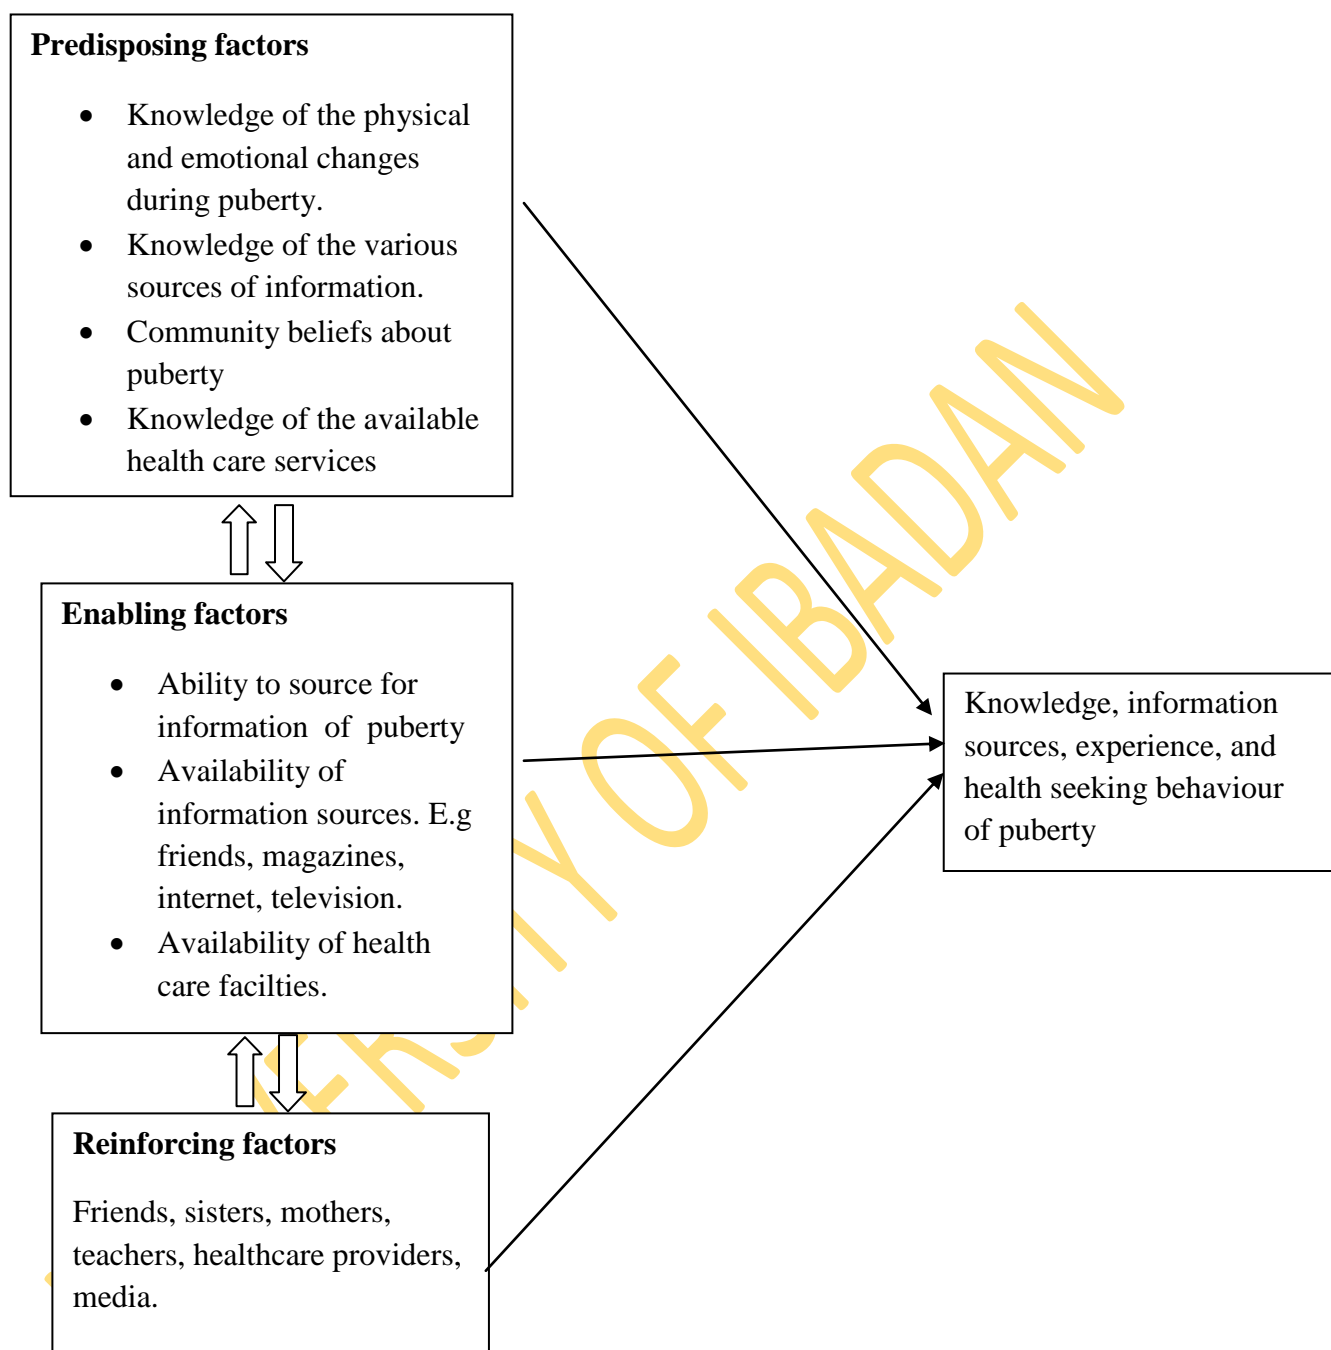 Predisposing factors
• Knowledge of the physical
and emotional changes
during puberty.
• Knowledge of the various
sources of information.
• Community beliefs about
puberty
• Knowledge of the available
health care services
Enabling factors
• Ability to source for
information of puberty
• Availability of
information sources. E.g
friends, magazines,
internet, television.
• Availability of health
care facilties.
Reinforcing factors
Friends, sisters, mothers,
teachers, healthcare providers,
media.
Knowledge, information
sources, experience, and
health seeking behaviour
of puberty
VERSITY OF IBADAN